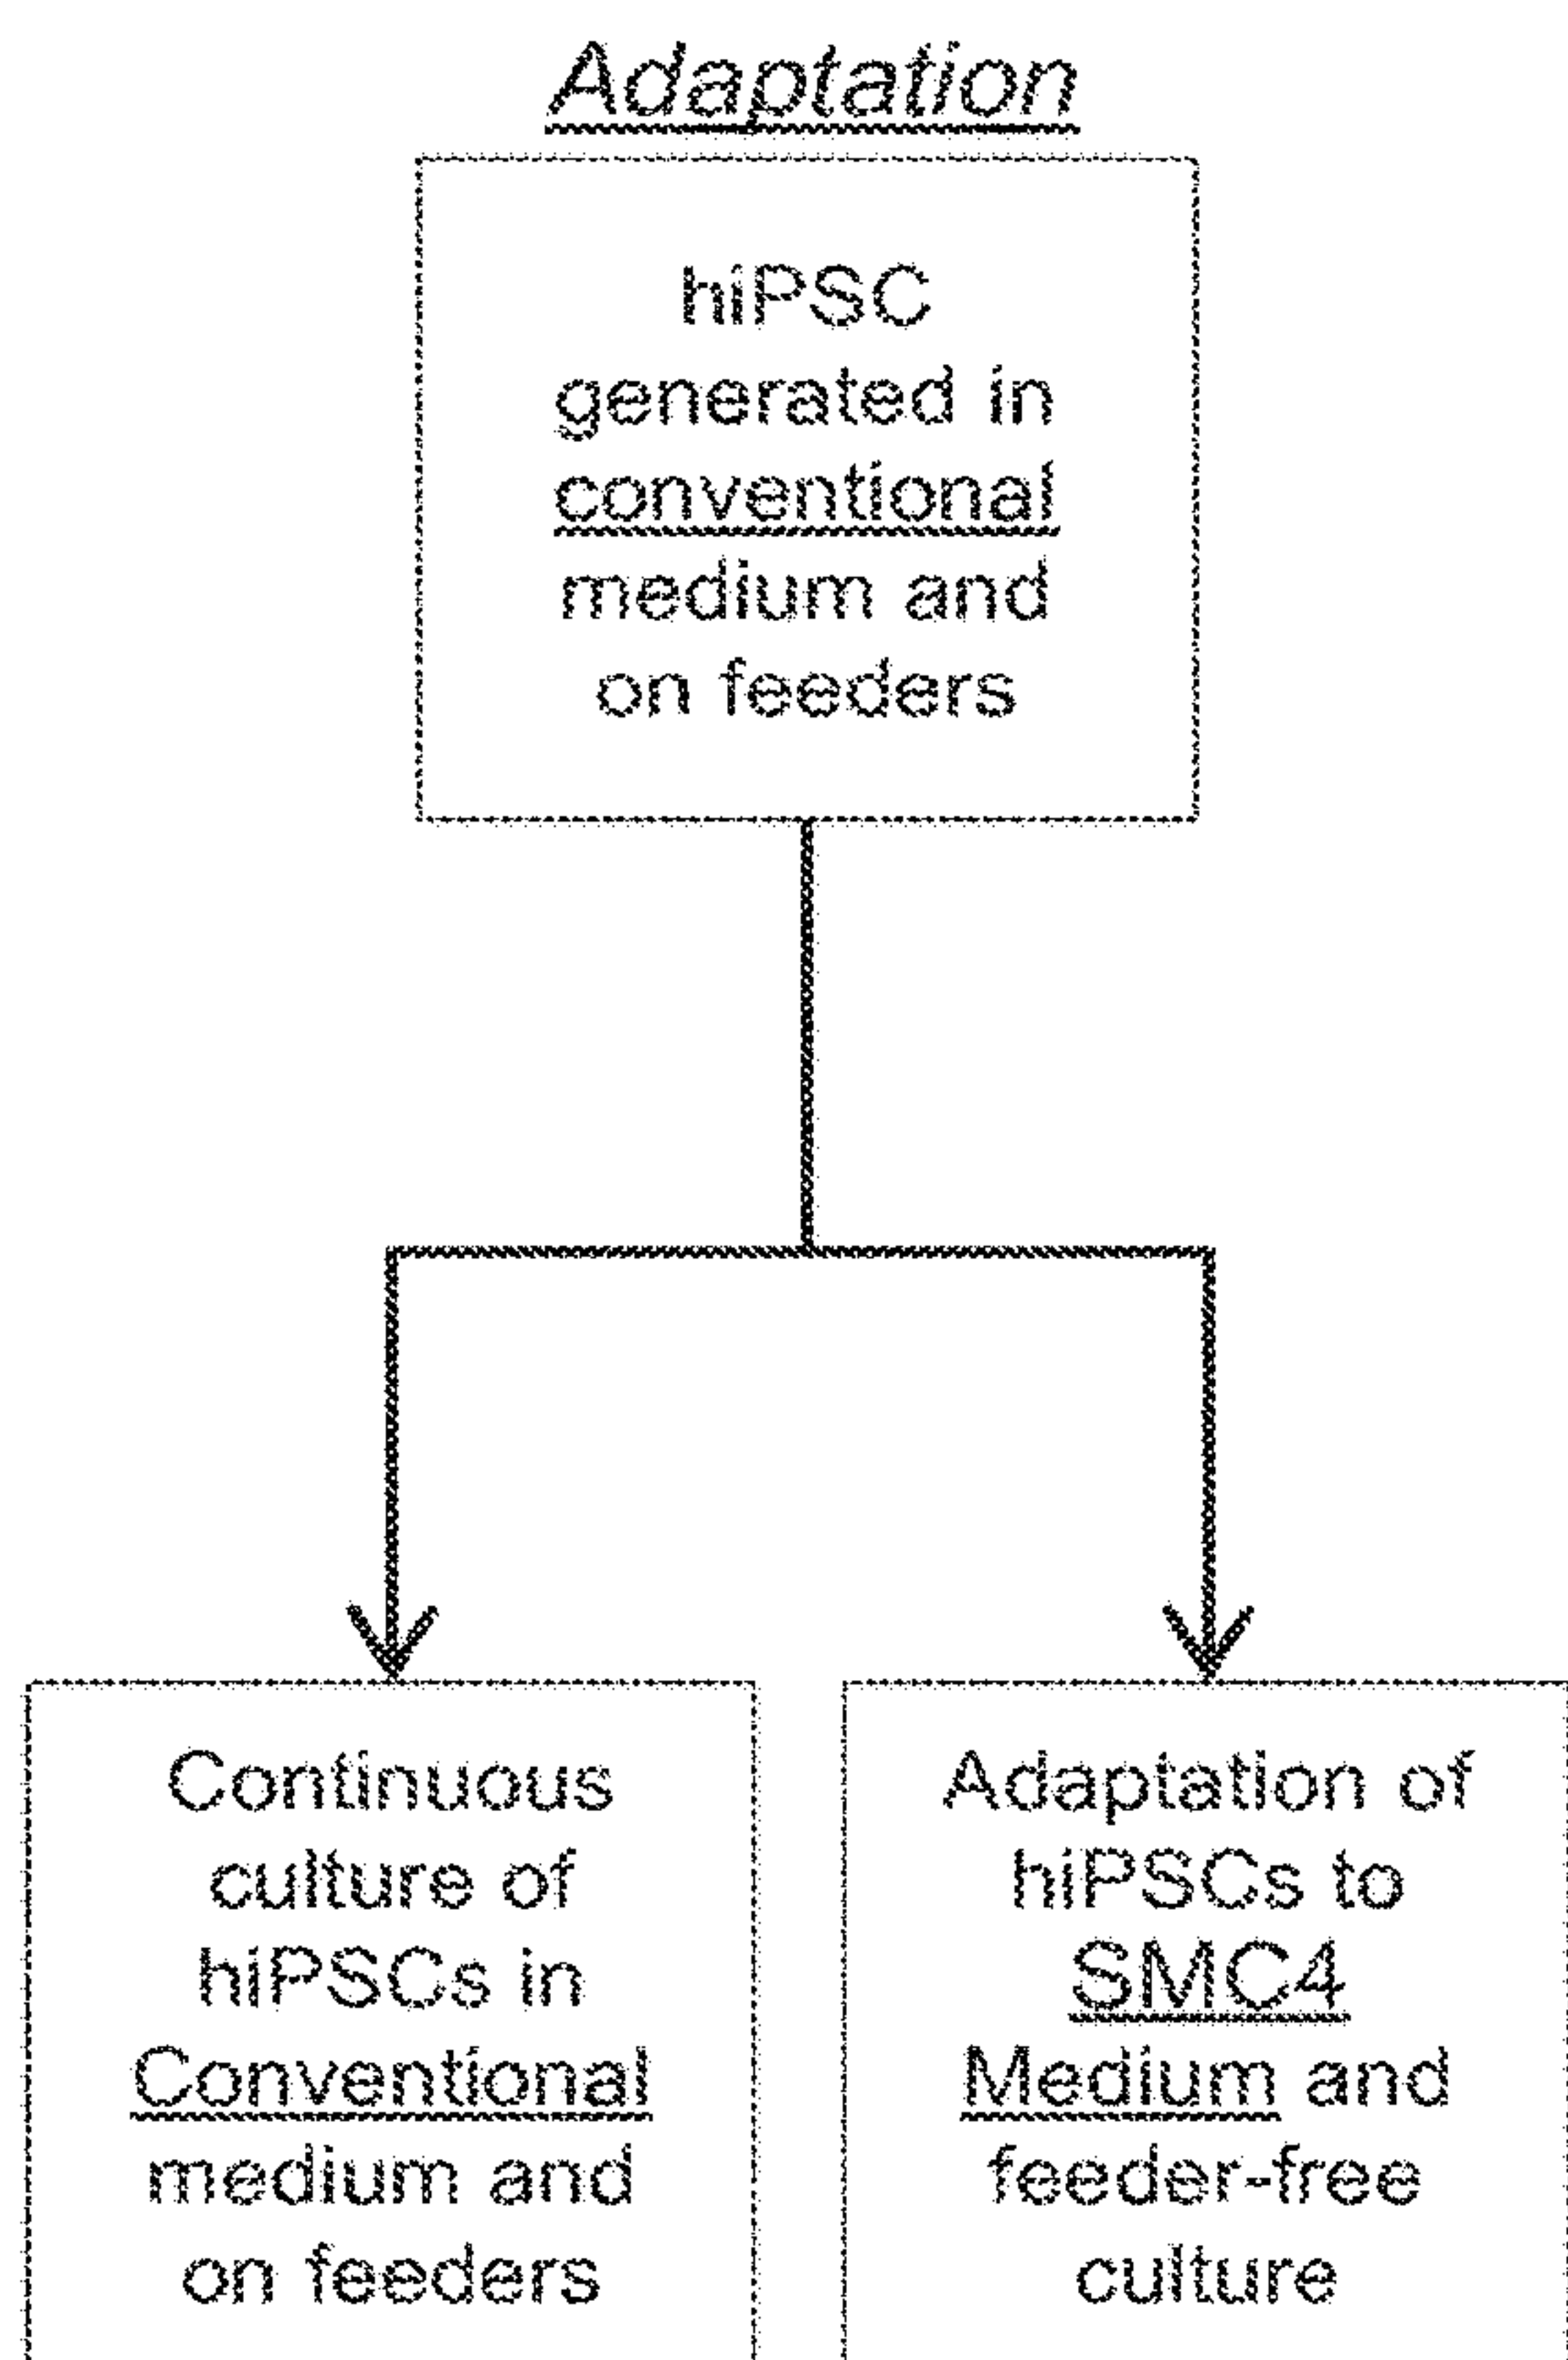 Adaptation
hiPSC
generated in
conventional
medium and
on feeders
Continuous
culture of
hiPSCs in
Conventional
medium and
on feeders
Adaptation of
hiPSCs to
SMC4
Medium and
feeder-free
culture